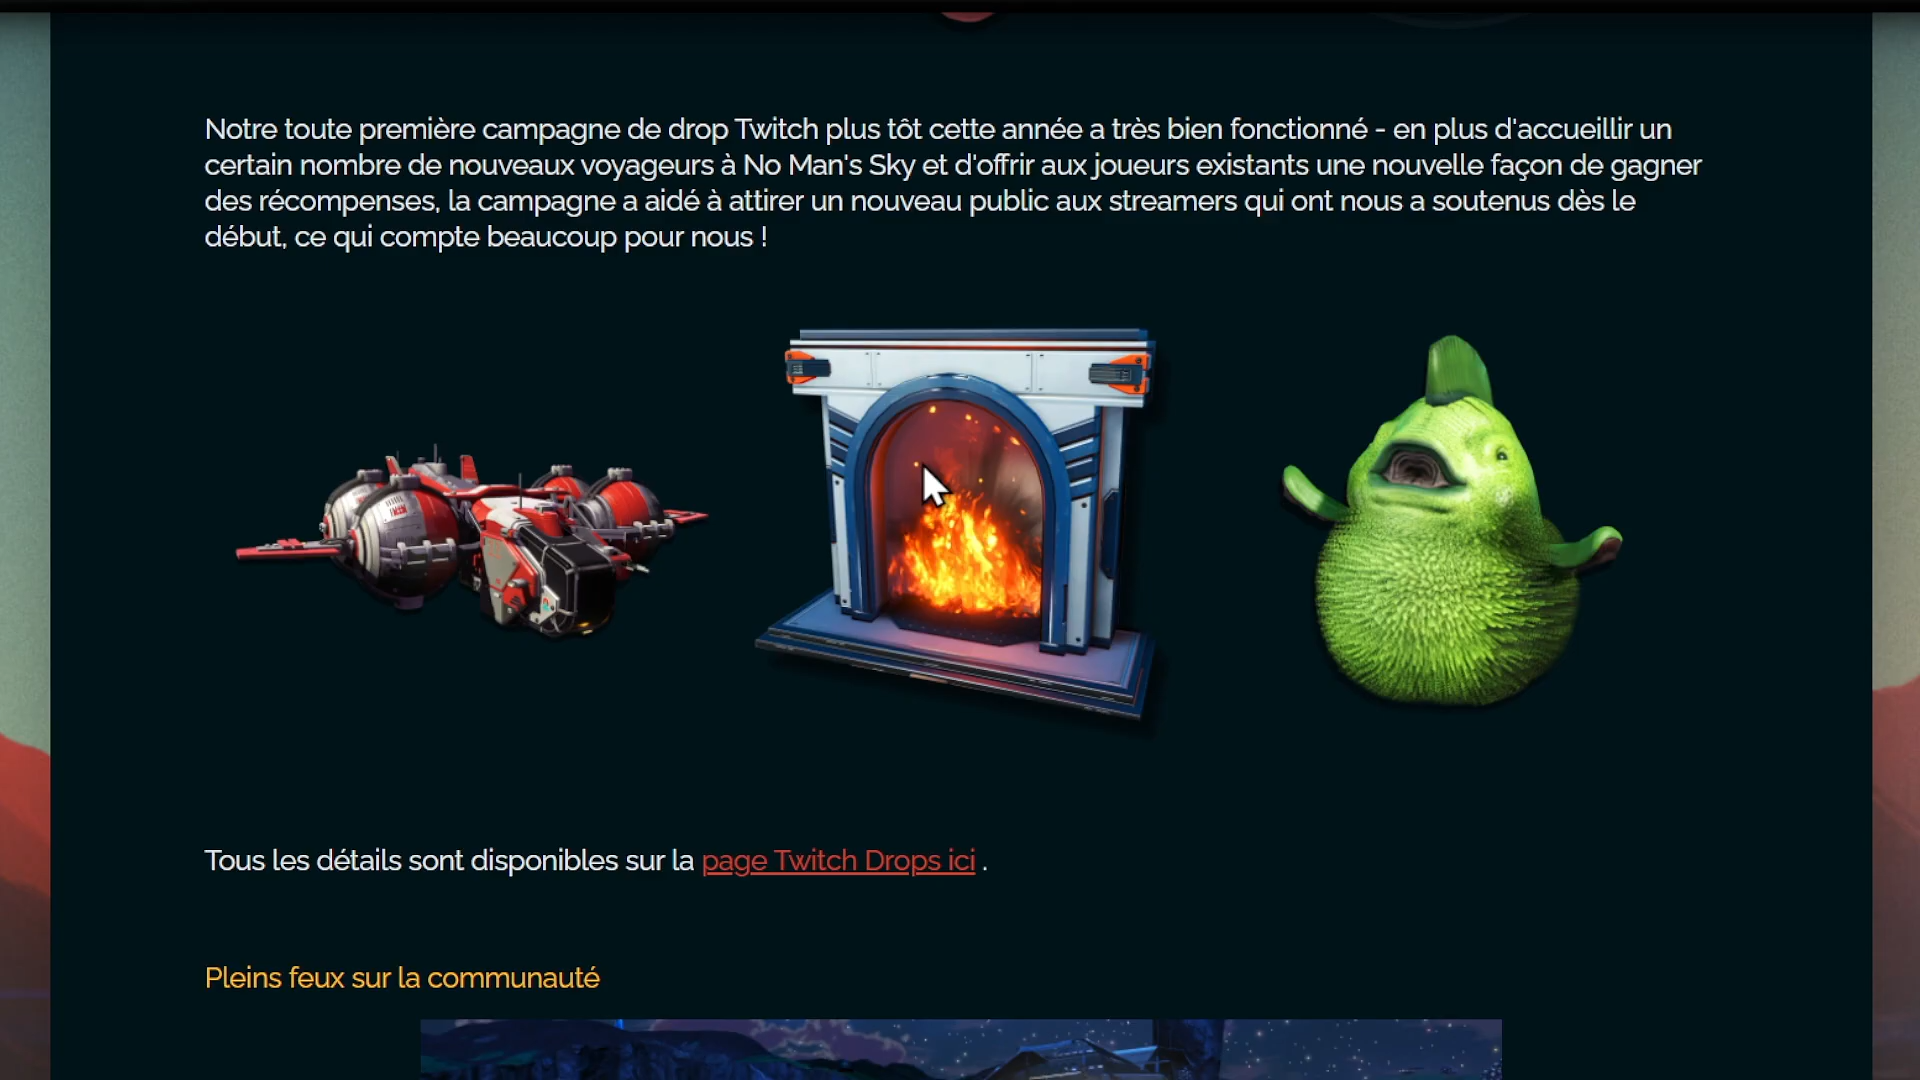 Notre toute première campagne de drop Twitch plus tôt cette année a très bien fonctionné - en plus d'accueillir un
certain nombre de nouveaux voyageurs à No Man's Sky et d'offrir aux joueurs existants une nouvelle façon de gagner
des récompenses, la campagne a aidé à attirer un nouveau public aux streamers qui ont nous a soutenus dès le
début, ce qui compte beaucoup pour nous !
Tous les détails sont disponibles sur la page Twitch Drops ici .
Pleins feux sur la communauté